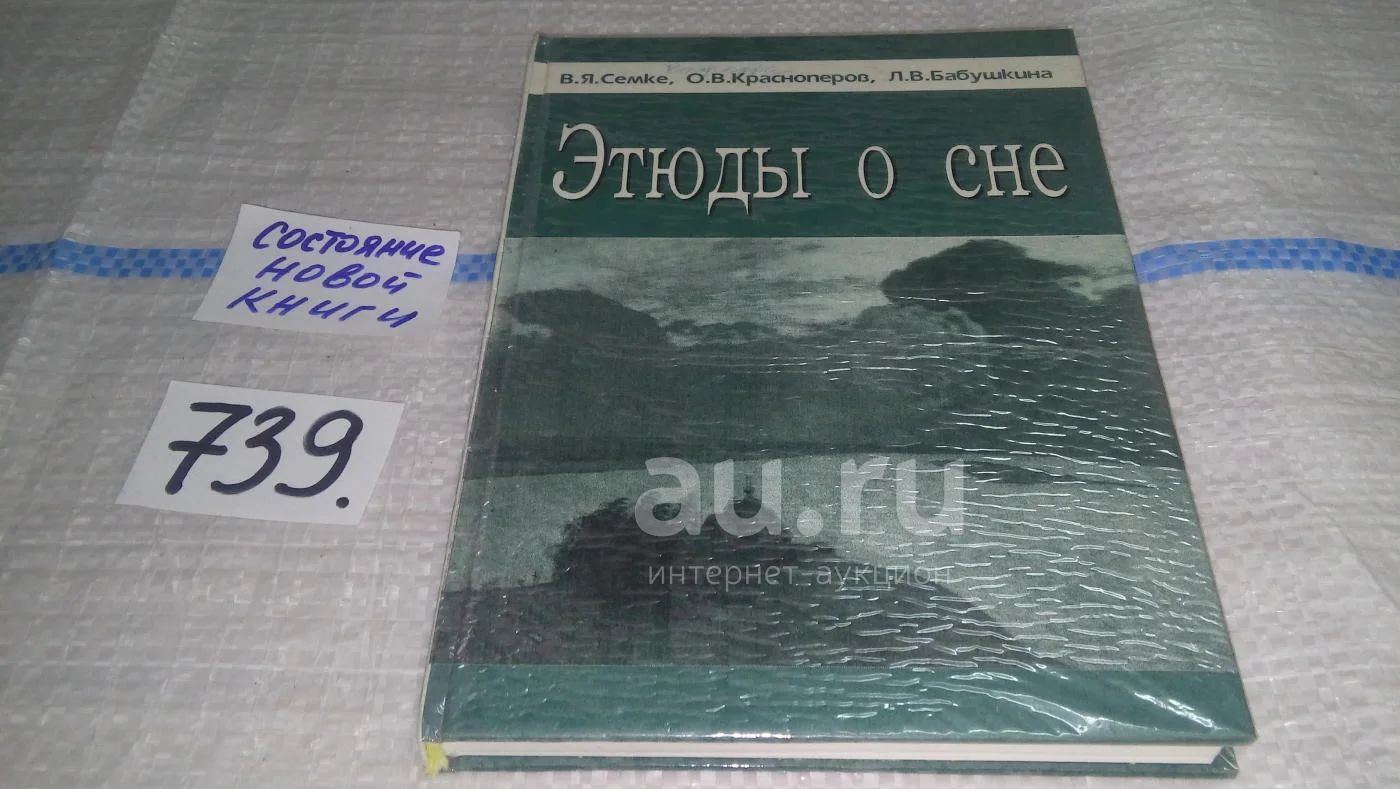 В.Я.Семке, О.В.Красноперов, Л.В.Бабушкина
Этюды о сне
состояние
новой
книги
739.
au.ru
интернет-аукцион